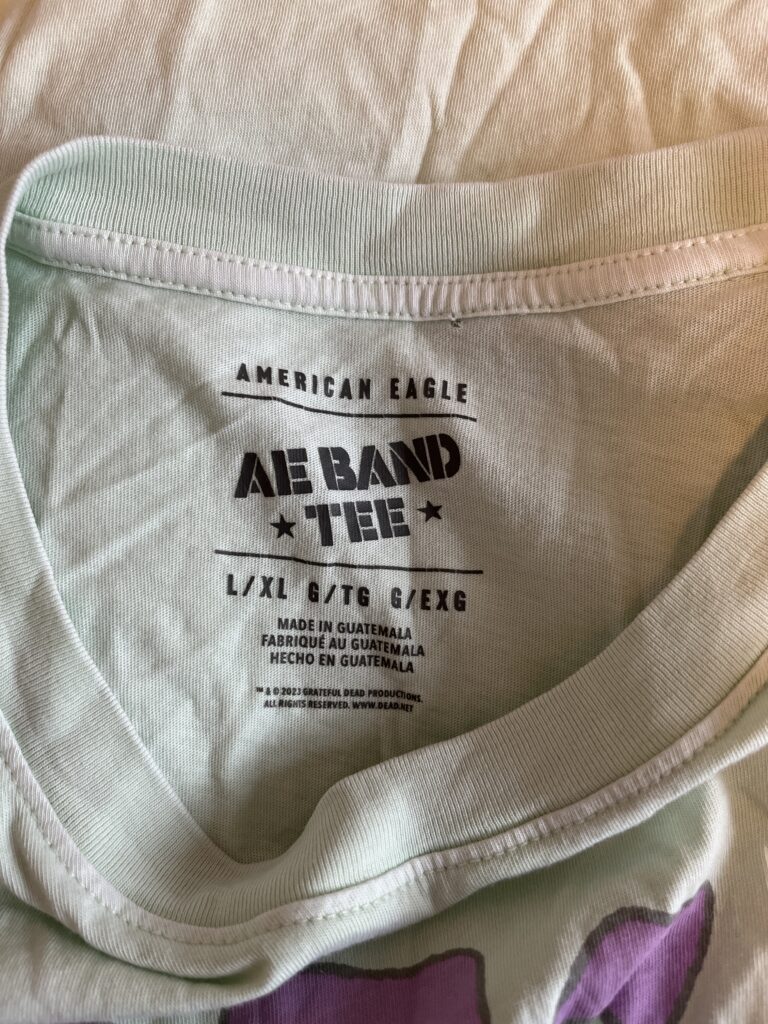 AMERICAN EAGLE
AE BAND
★ TEE ★
L/XL G/TG G/EXG
MADE IN GUATEMALA
FABRIQUÉ AU GUATEMALA
HECHO EN GUATEMALA
™ & © 2023 GRATEFUL DEAD PRODUCTIONS.
ALL RIGHTS RESERVED. WWW.DEAD.NET